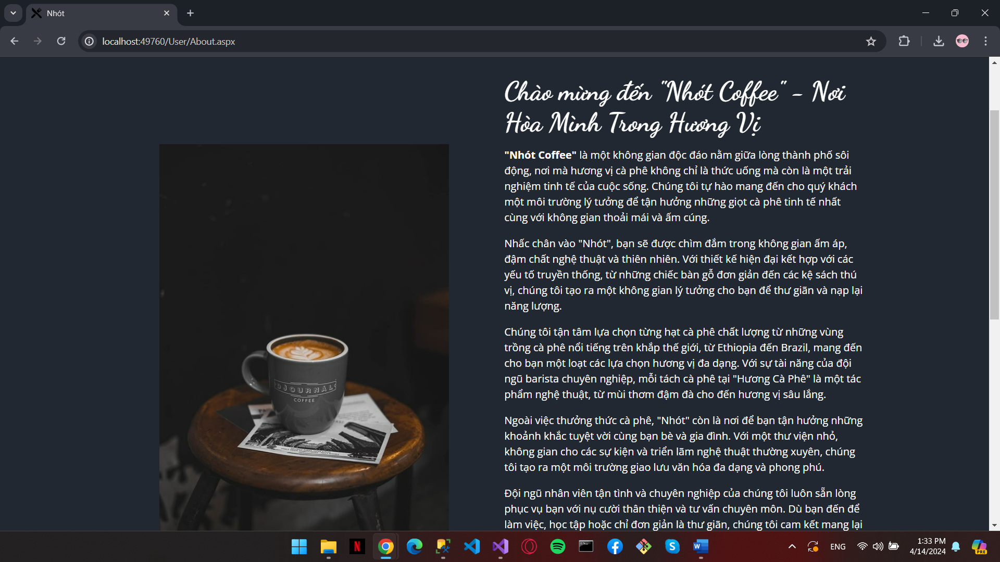 Nhót
localhost:49760/User/About.aspx
Chào mừng đến "Nhót Coffee" - Nơi
Hòa Mình Trong Hương Vị
"Nhót Coffee" là một không gian độc đáo nằm giữa lòng thành phố sôi
động, nơi mà hương vị cà phê không chỉ là thức uống mà còn là một trải
nghiệm tinh tế của cuộc sống. Chúng tôi tự hào mang đến cho quý khách
một môi trường lý tưởng để tận hưởng những giọt cà phê tinh tế nhất
cùng với không gian thoải mái và ấm cúng.
Nhấc chân vào "Nhót", bạn sẽ được chìm đắm trong không gian ấm áp,
đậm chất nghệ thuật và thiên nhiên. Với thiết kế hiện đại kết hợp với các
yếu tố truyền thống, từ những chiếc bàn gỗ đơn giản đến các kệ sách thú
vị, chúng tôi tạo ra một không gian lý tưởng cho bạn để thư giãn và nạp lại
năng lượng.
Chúng tôi tận tâm lựa chọn từng hạt cà phê chất lượng từ những vùng
trồng cà phê nổi tiếng trên khắp thế giới, từ Ethiopia đến Brazil, mang đến
cho bạn một loạt các lựa chọn hương vị đa dạng. Với sự tài năng của đội
ngũ barista chuyên nghiệp, mỗi tách cà phê tại "Hương Cà Phê" là một tác
phẩm nghệ thuật, từ mùi thơm đậm đà cho đến hương vị sâu lắng.
Ngoài việc thưởng thức cà phê, "Nhót" còn là nơi để bạn tận hưởng những
khoảnh khắc tuyệt vời cùng bạn bè và gia đình. Với một thư viện nhỏ,
không gian cho các sự kiện và triển lãm nghệ thuật thường xuyên, chúng
tôi tạo ra một môi trường giao lưu văn hóa đa dạng và phong phú.
Đội ngũ nhân viên tận tình và chuyên nghiệp của chúng tôi luôn sẵn lòng
phục vụ bạn với nụ cười thân thiện và tư vấn chuyên môn. Dù bạn đến để
làm việc, học tập hoặc chỉ đơn giản là thư giãn, chúng tôi cam kết mang lại
DJOURNAL
COFFEE
ENG
1:33 PM
4/14/2024
PRE